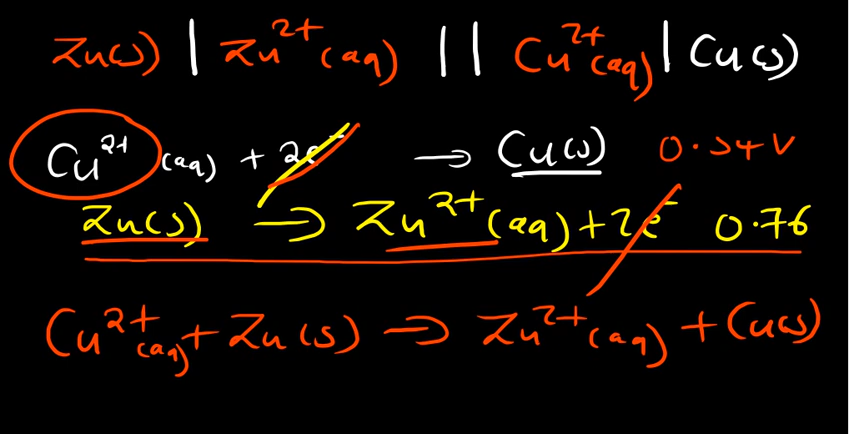 Zn(s) | Zn²⁺(aq) || Cu²⁺(aq) | Cu(s)
Cu²⁺(aq) + 2e⁻ → Cu(s) 0.34V
Zn(s) → Zn²⁺(aq) + 2e⁻ 0.76
Cu²⁺(aq) + Zn(s) → Zn²⁺(aq) + Cu(s)